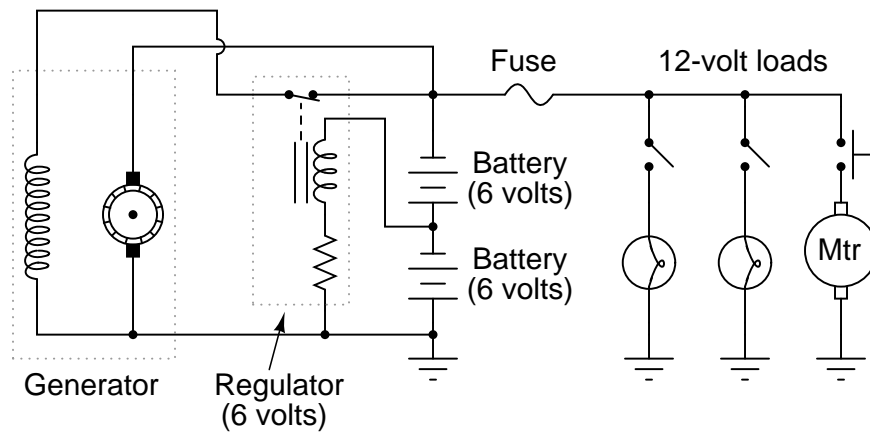 Fuse
12-volt loads
Battery
(6 volts)
Battery
(6 volts)
Mtr
Generator
Regulator
(6 volts)